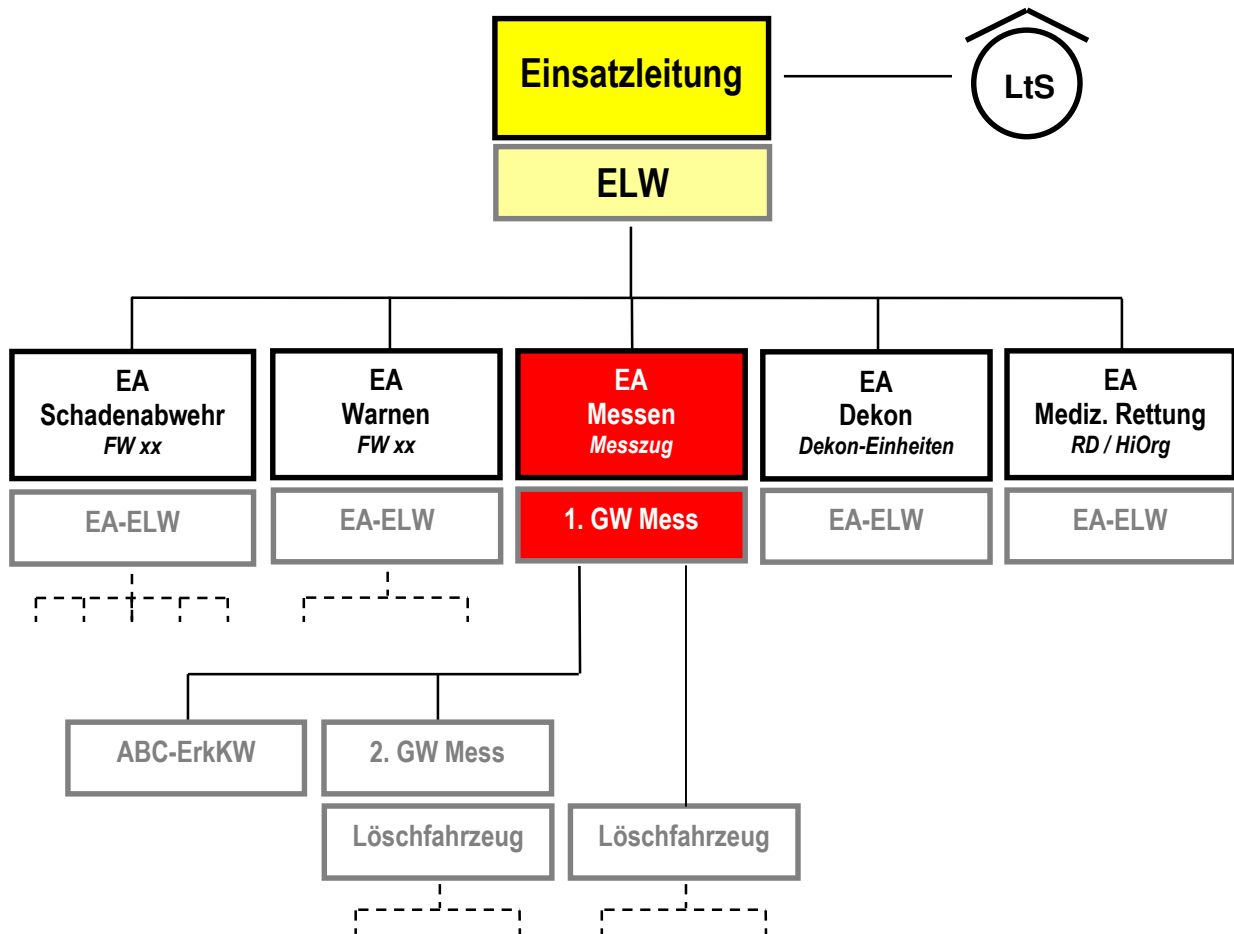 Einsatzleitung
LtS
ELW
EA
Schadenabwehr
FW xx
EA
Warnen
FW xx
EA
Messen
Messzug
EA
Dekon
Dekon-Einheiten
EA
Mediz. Rettung
RD / HiOrg
EA-ELW
EA-ELW
1. GW Mess
EA-ELW
EA-ELW
ABC-ErkKW
2. GW Mess
Löschfahrzeug
Löschfahrzeug